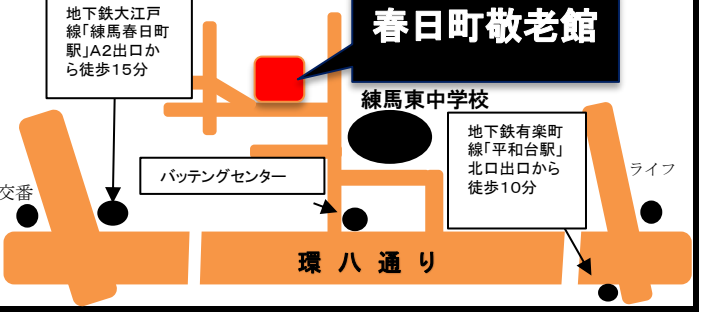 地下鉄大江戸
線「練馬春日町
駅」A2出口か
ら徒歩15分
春日町敬老館
練馬東中学校
地下鉄有楽町
線「平和台駅」
北口出口から
徒歩10分
バッテングセンター
ライフ
交番
環八通り